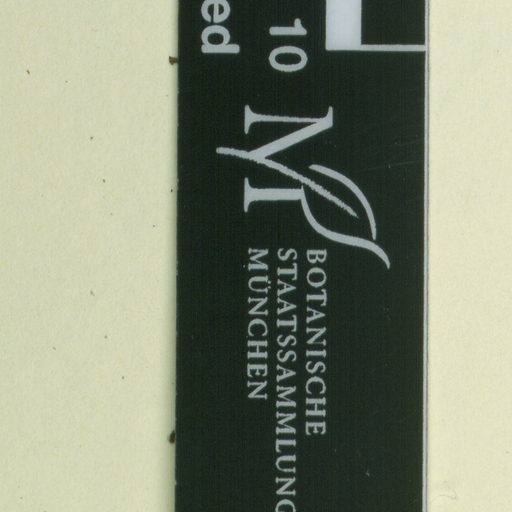 10
ed
BOTANISCHE
STAATSSAMMLUNG
MÜNCHEN